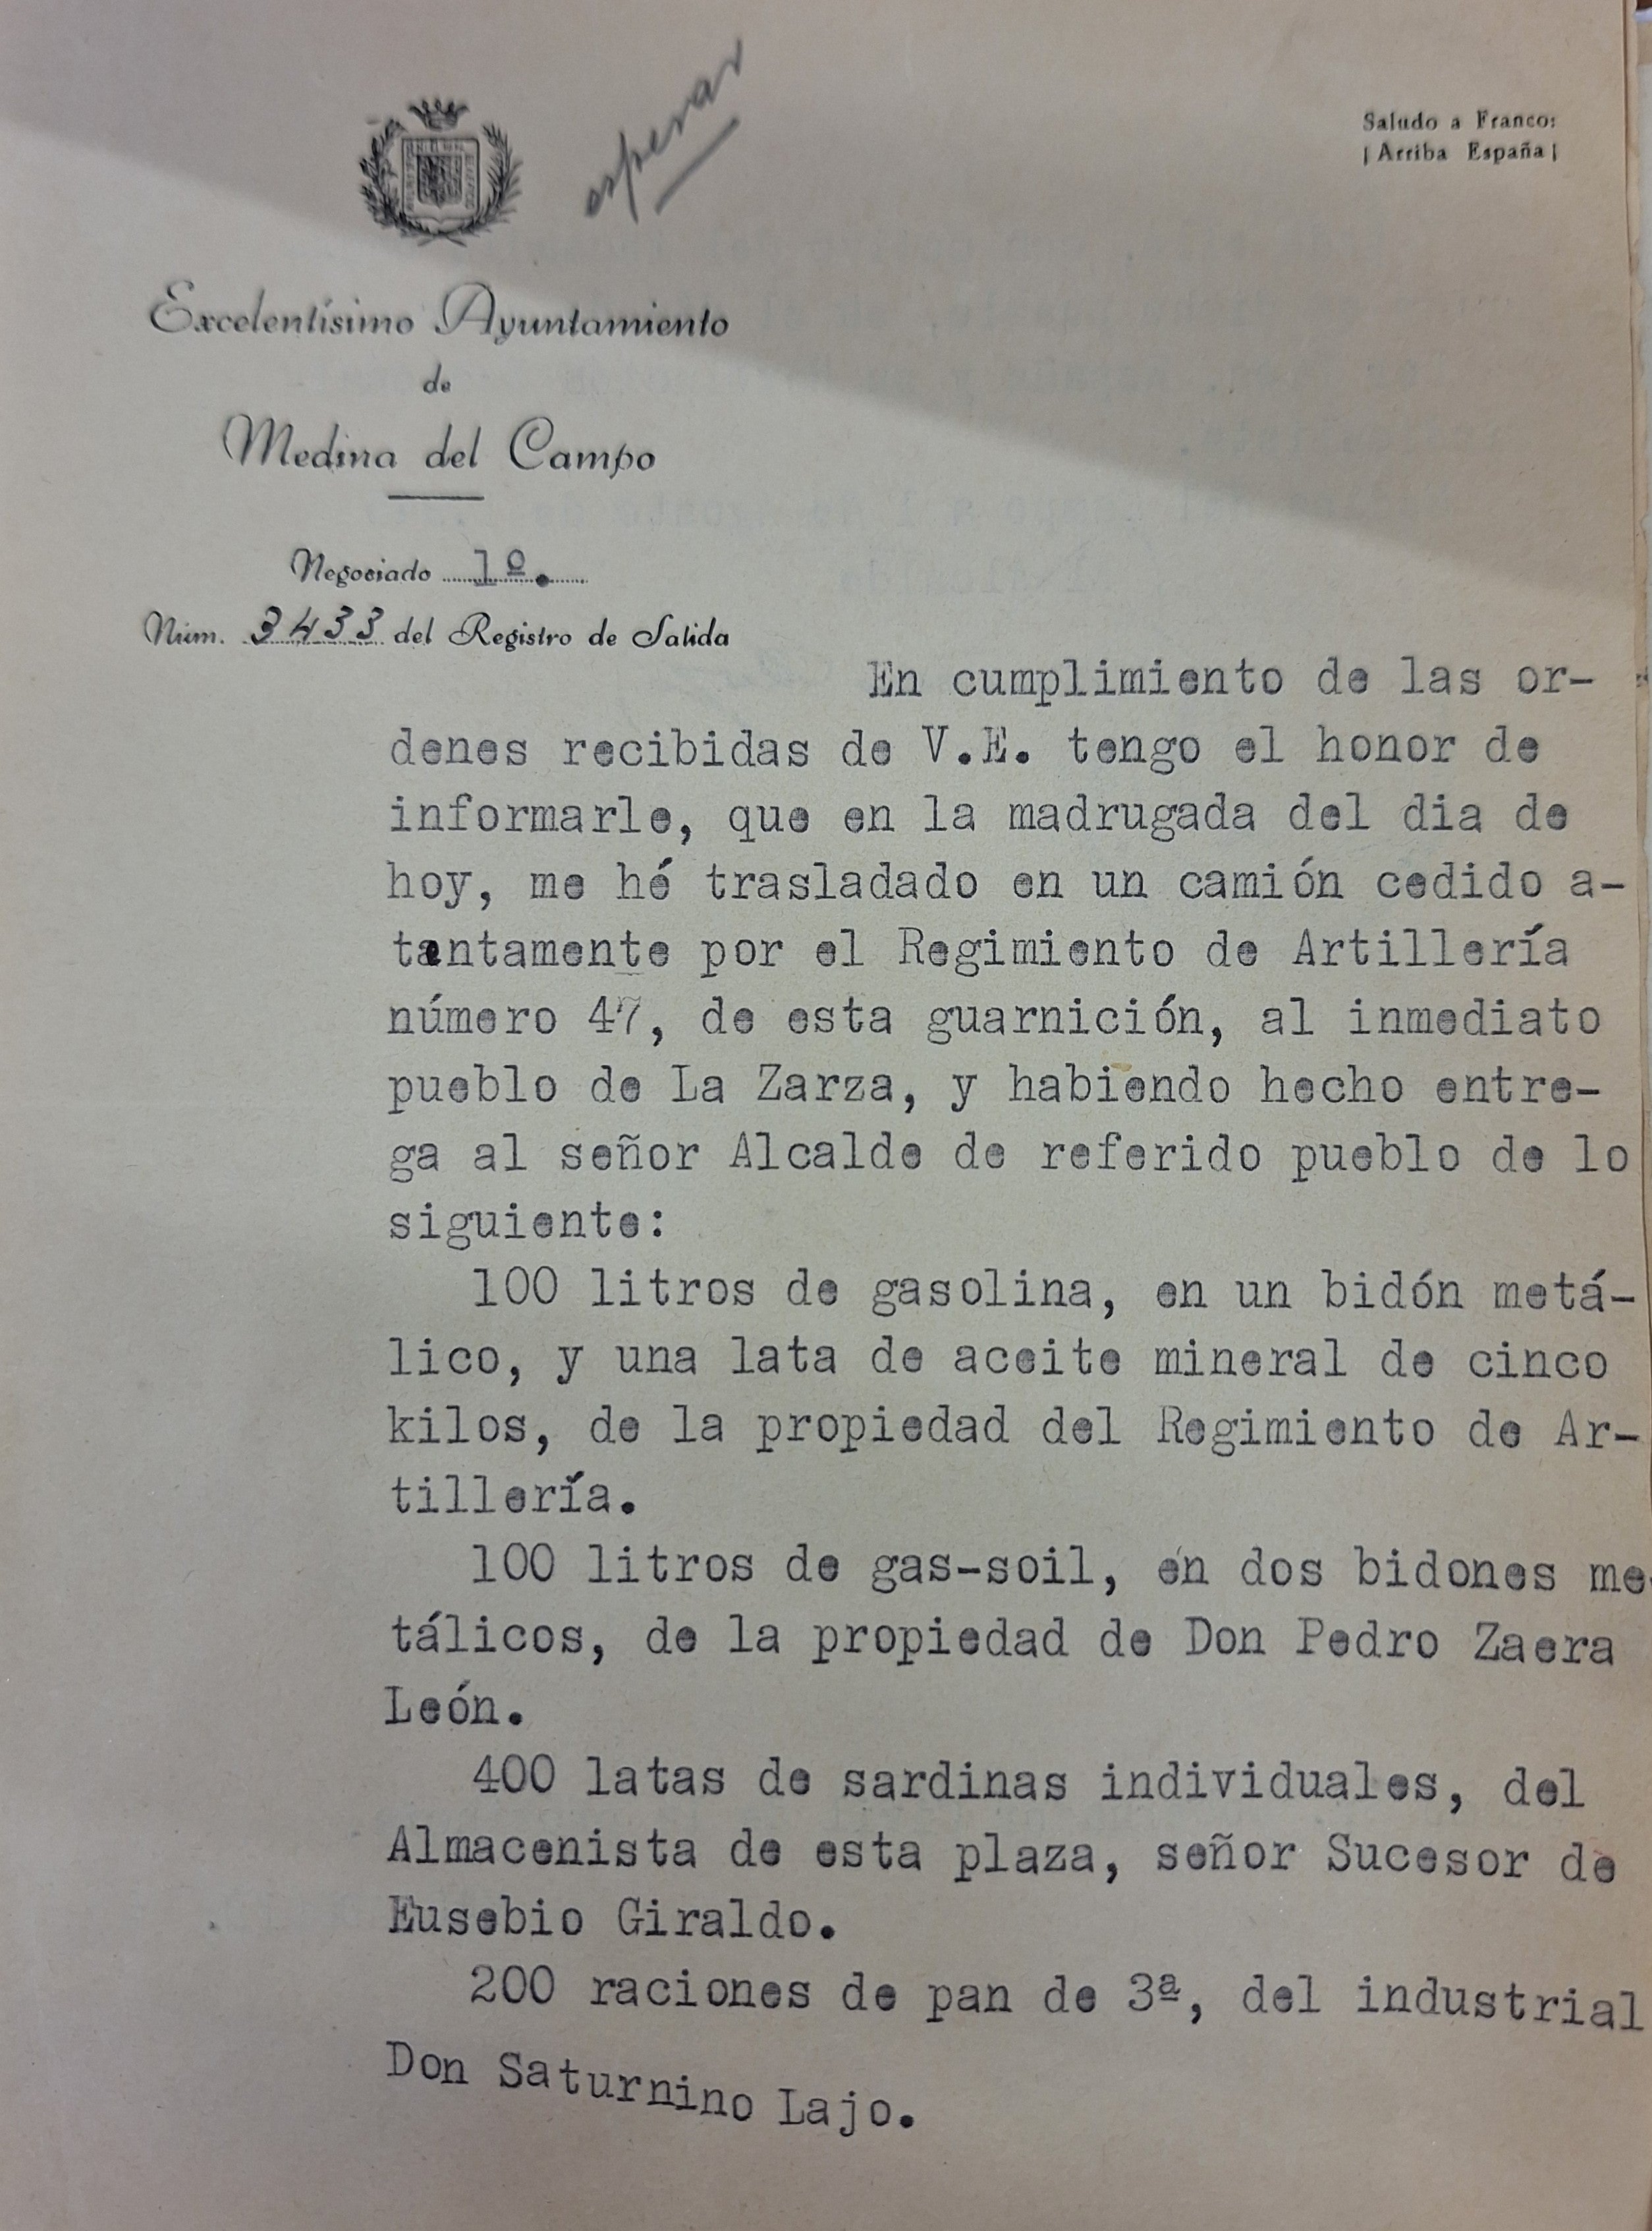 esperar
Saludo a Franco:
¡Arriba España!
Excelentísimo Ayuntamiento
de
Medina del Campo
Negociado 1º.
Núm. 3433 del Registro de Salida
En cumplimiento de las or-
denes recibidas de V.E. tengo el honor de
informarle, que en la madrugada del dia de
hoy, me hé trasladado en un camión cedido a-
tentamente por el Regimiento de Artillería
número 47, de esta guarnición, al inmediato
pueblo de La Zarza, y habiendo hecho entre-
ga al señor Alcalde de referido pueblo de lo
siguiente:
100 litros de gasolina, en un bidón metá-
lico, y una lata de aceite mineral de cinco
kilos, de la propiedad del Regimiento de Ar-
tillería.
100 litros de gas-soil, en dos bidones me-
tálicos, de la propiedad de Don Pedro Zaera
León.
400 latas de sardinas individuales, del
Almacenista de esta plaza, señor Sucesor de
Eusebio Giraldo.
200 raciones de pan de 3ª, del industrial
Don Saturnino Lajo.